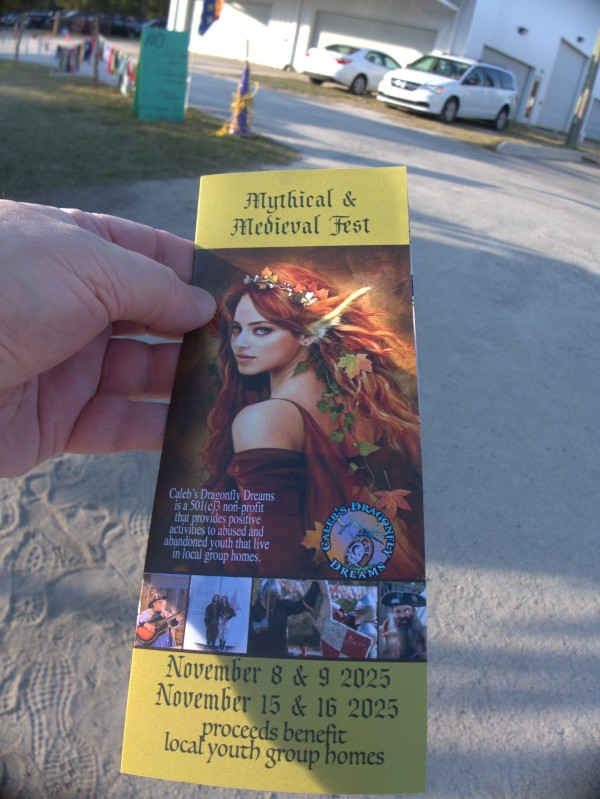 NO
Mythical &
Medieval Fest
Caleb's Dragonfly Dreams
is a 501(c)3 non-profit
that provides positive
activities to abused and
abandoned youth that live
in local group homes.
CALEB'S DRAGONFLY
DREAMS
November 8 & 9 2025
November 15 & 16 2025
proceeds benefit
local youth group homes